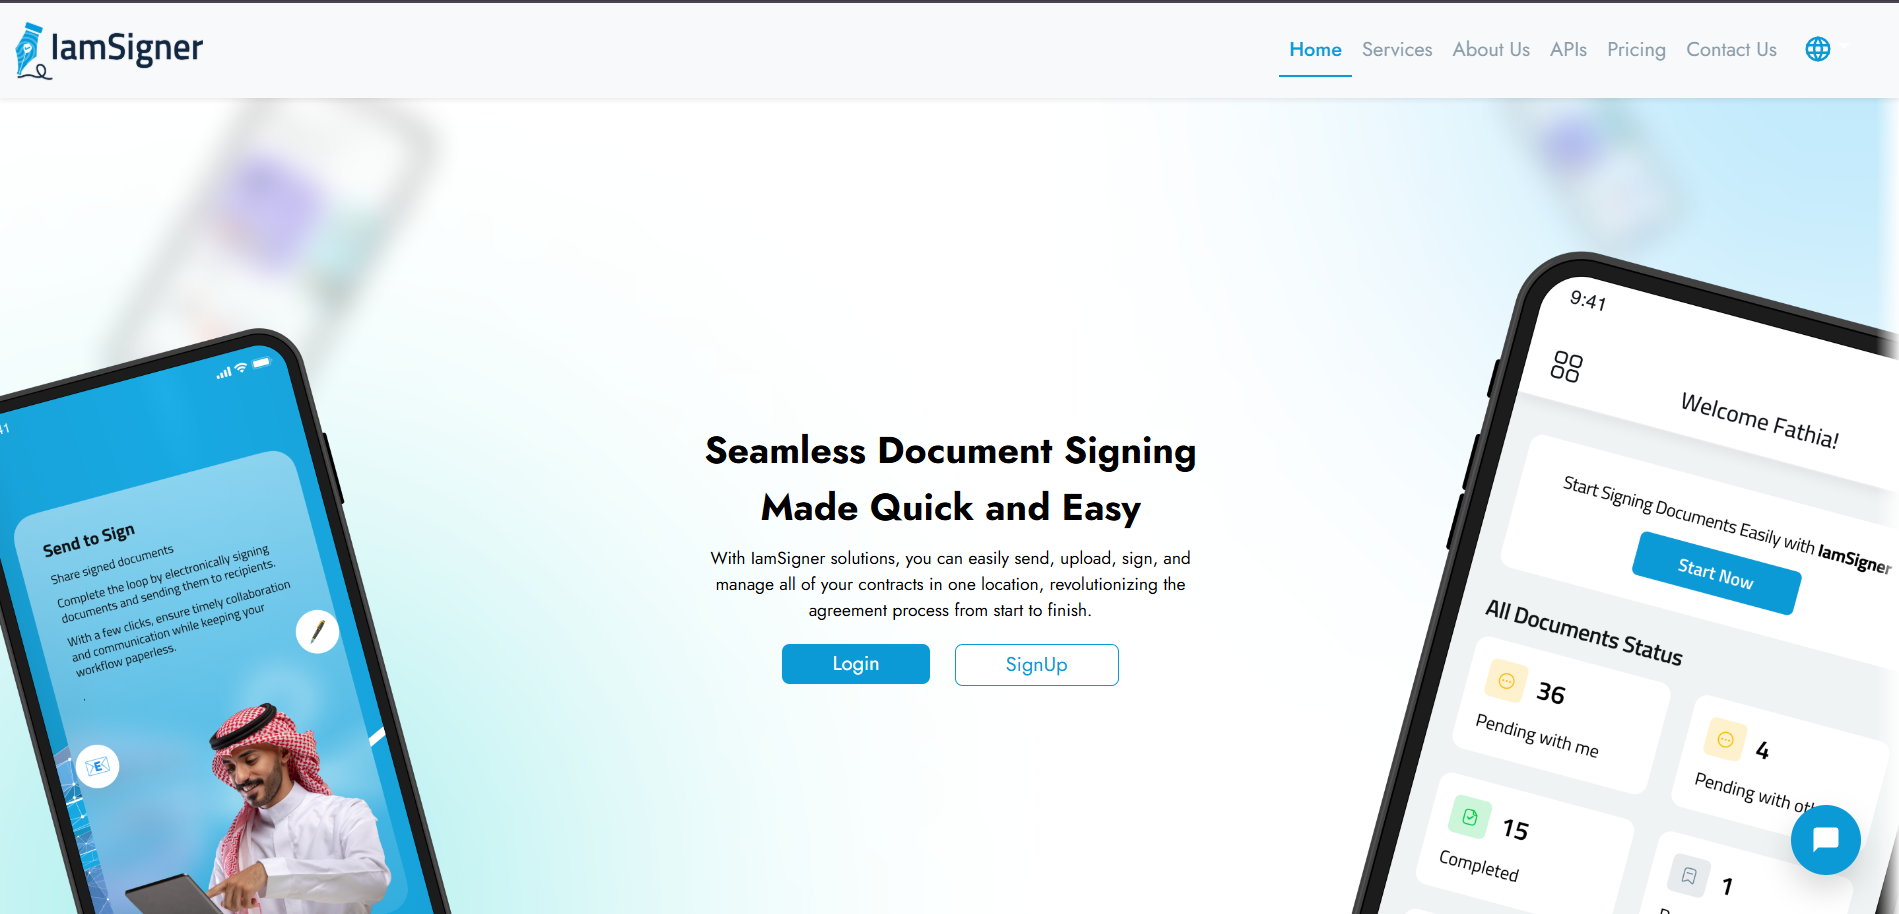 IamSigner
Home
Services
About Us
APIs
Pricing
Contact Us
Send to Sign
Share signed documents
Complete the loop by electronically signing
documents and sending them to recipients.
With a few clicks, ensure timely collaboration
and communication while keeping your
workflow paperless.
.
E
Seamless Document Signing
Made Quick and Easy
With IamSigner solutions, you can easily send, upload, sign, and
manage all of your contracts in one location, revolutionizing the
agreement process from start to finish.
Login
SignUp
9:41
Welcome Fathia!
Start Signing Documents Easily with IamSigner
Start Now
All Documents Status
36
Pending with me
4
Pending with
15
Completed
1